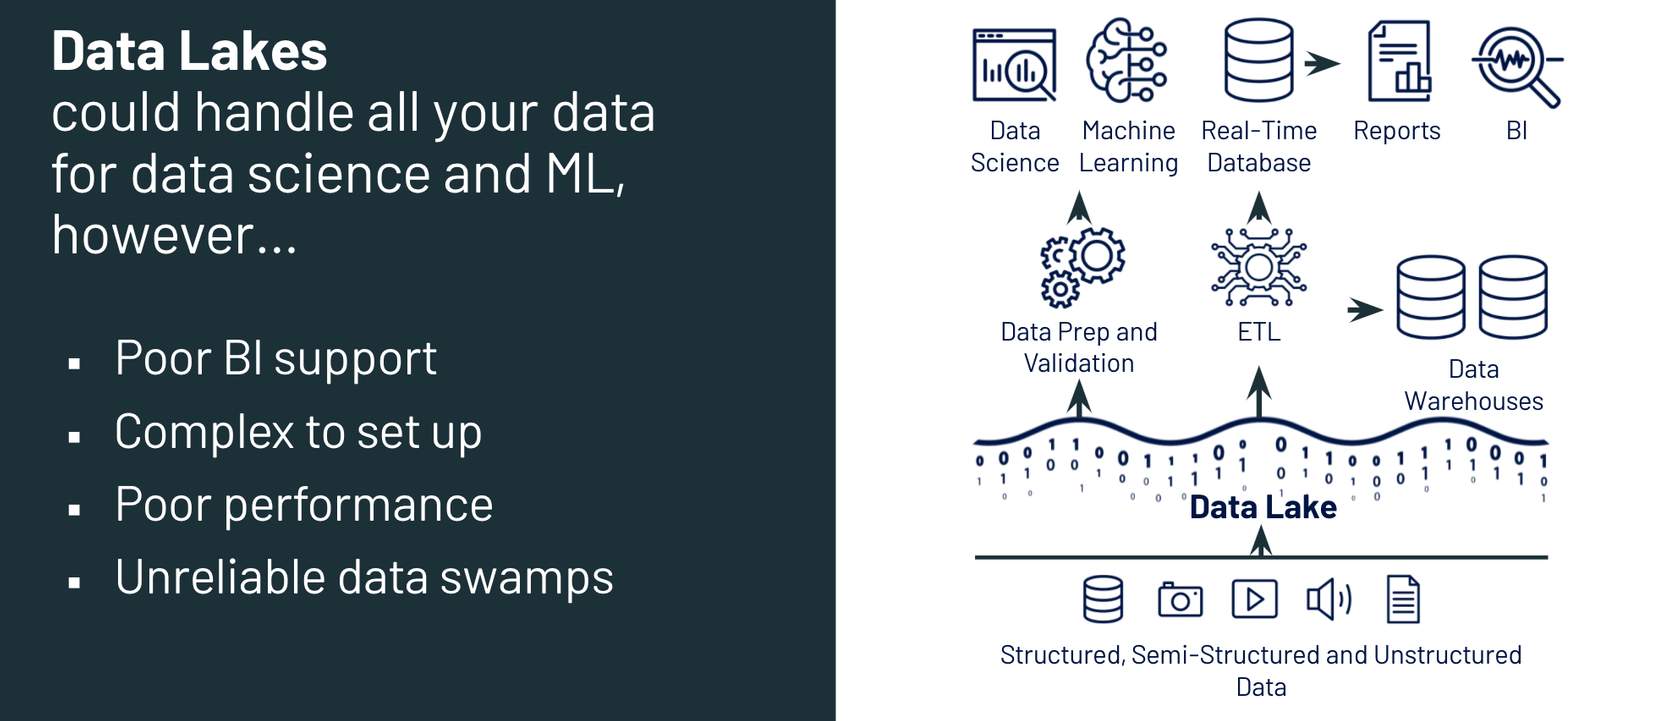 Data Lakes
could handle all your data
for data science and ML,
however...
▪ Poor BI support
▪ Complex to set up
▪ Poor performance
▪ Unreliable data swamps
Data
Science
Machine
Learning
Real-Time
Database
Reports
BI
Data Prep and
Validation
ETL
Data
Warehouses
Data Lake
Structured, Semi-Structured and Unstructured
Data